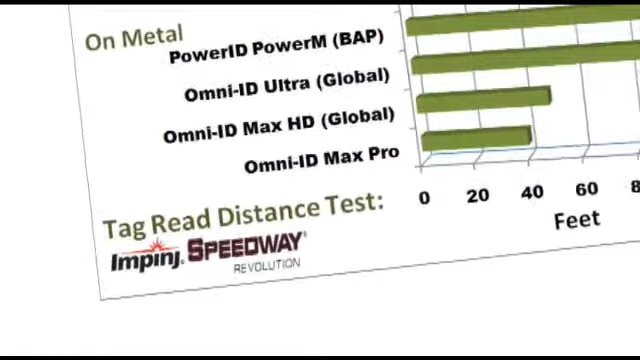 On Metal
PowerID PowerM (BAP)
Omni-ID Ultra (Global)
Omni-ID Max HD (Global)
Omni-ID Max Pro
0 20 40 60
Feet
Tag Read Distance Test:
Impinj SPEEDWAY
REVOLUTION